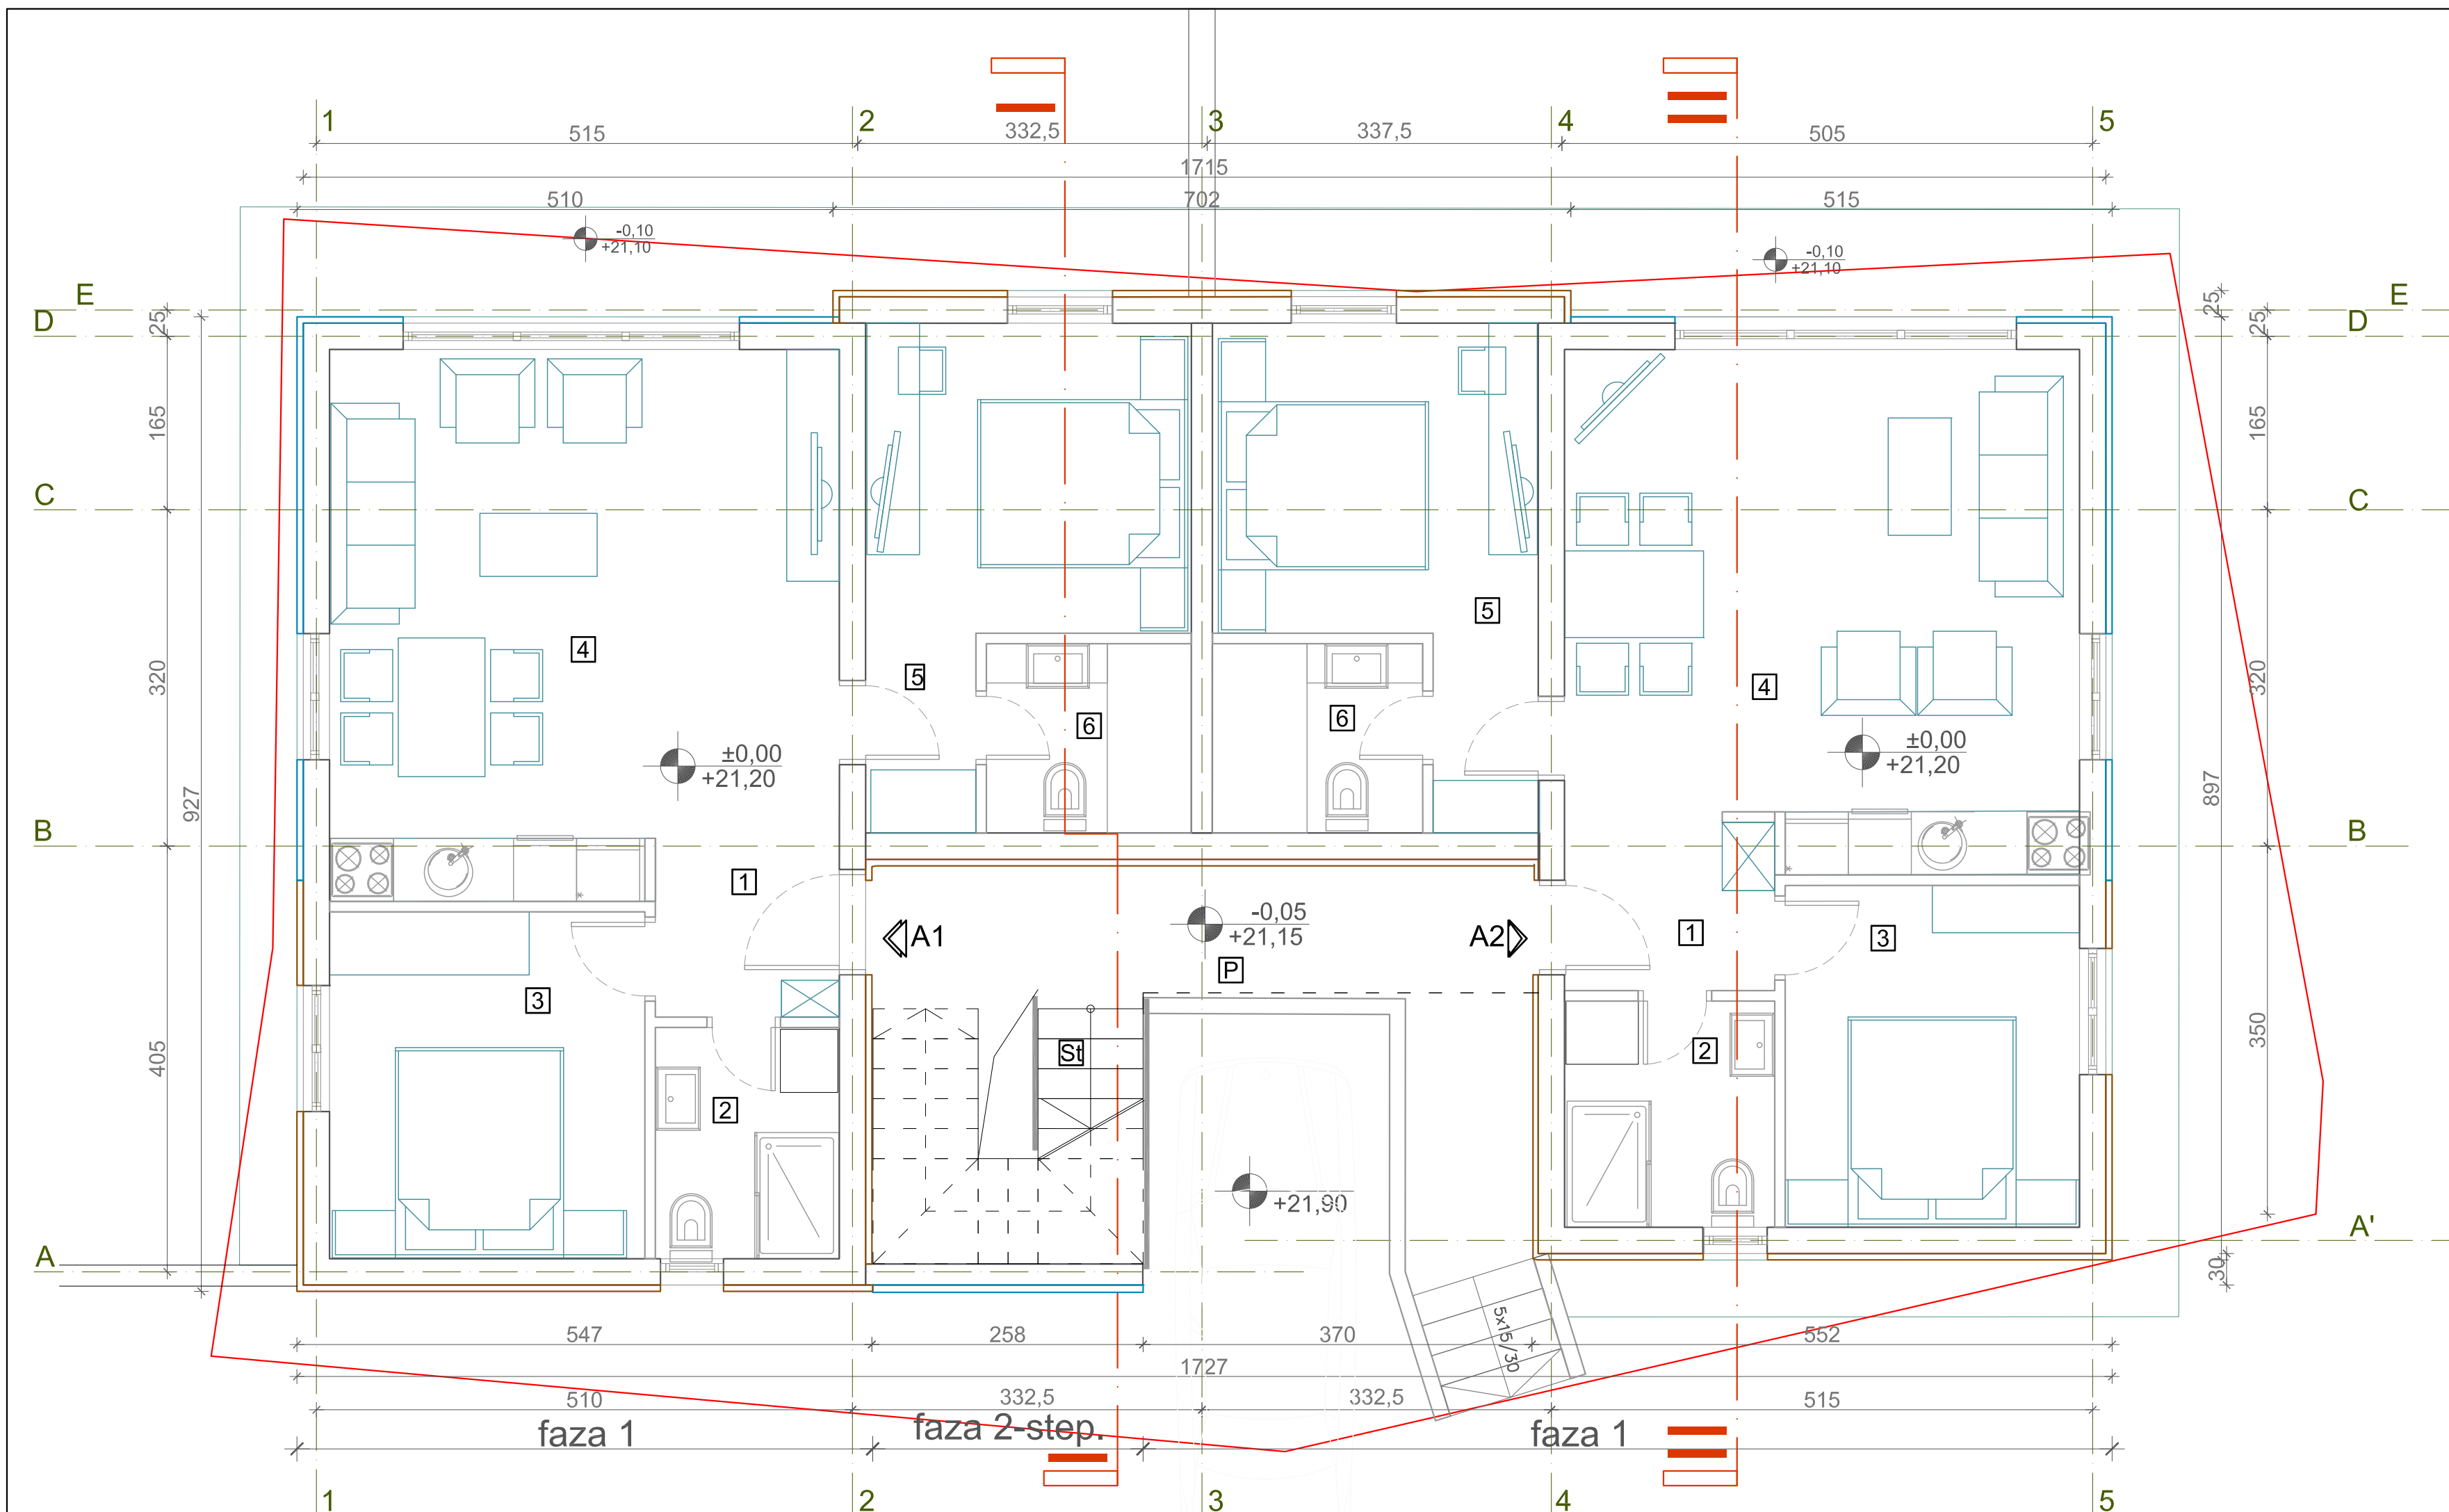 1 2 3 4 5
515 332,5 337,5 505
1715
510 702 515
-0,10
+21,10
-0,10
+21,10
E E
D D
25 25 25
165 165
C C
4 5 5 4
320 320
6 6
±0,00
+21,20
±0,00
+21,20
927 897
B B
1
-0,05
+21,15
A1 A2
1 3
P
3
405 350
St
2 2
+21,90
A A'
30
5x15/30
547 258 370 552
1727
510 332,5 332,5 515
faza 1 faza 2-step. faza 1
1 2 3 4 5